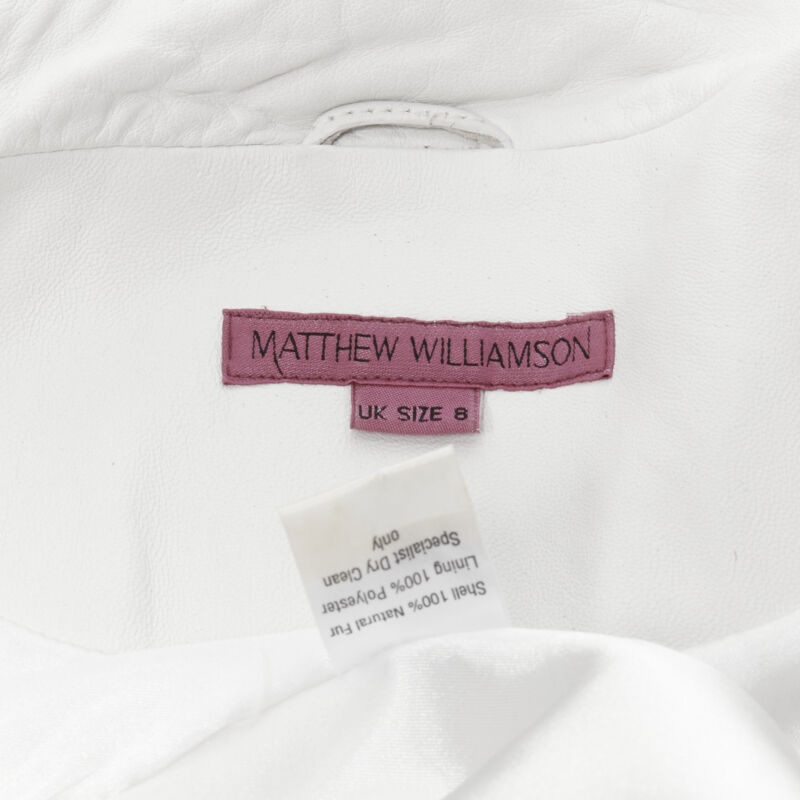 MATTHEW WILLIAMSON
UK SIZE 8
Shell 100% Natural Fur
Lining 100% Polyester
Specialist Dry Clean
only